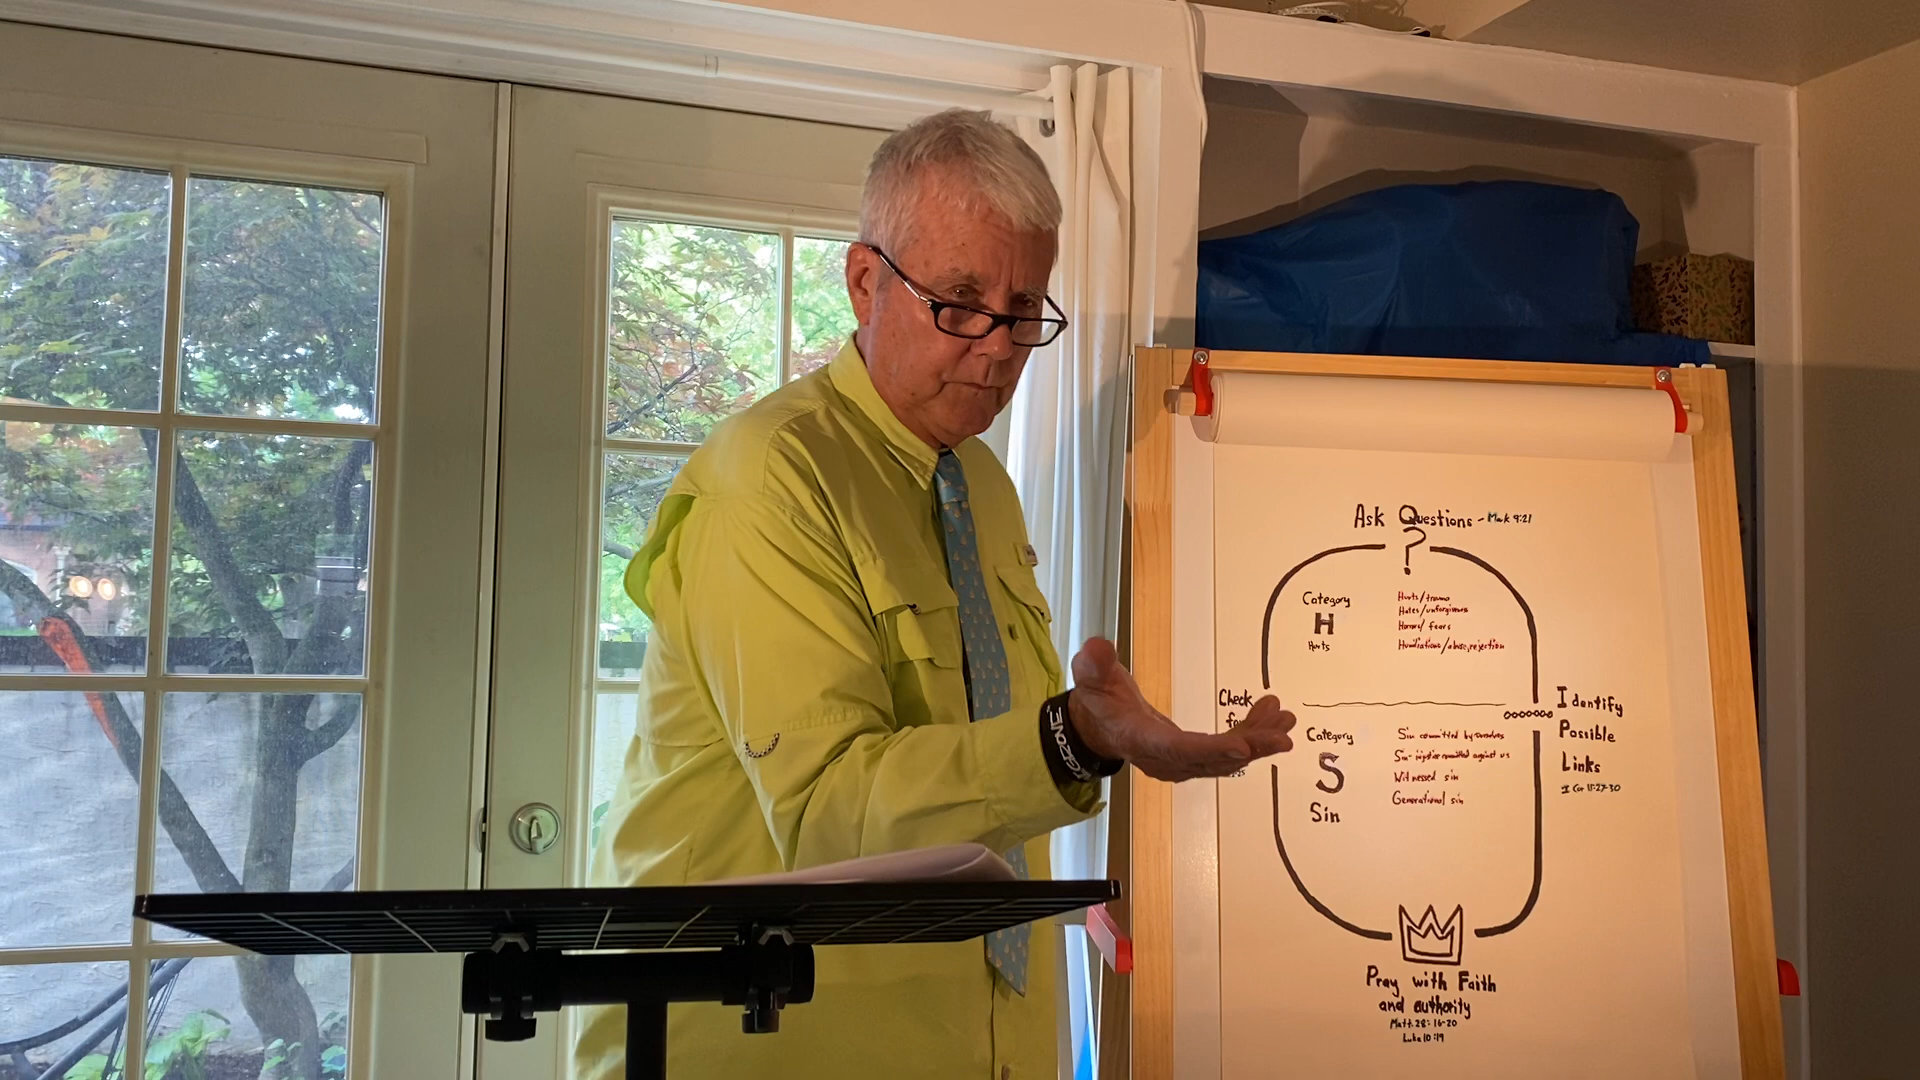 Ask Questions - Mark 9:21
?
Category
H
Hurts
Hurts/trauma
Hates/unforgiveness
Horrors/ fears
Humiliations/abuse, rejection
Check
for
Identify
Possible
Links
I Cor 11:27-30
Category
S
Sin
Sin committed by ourselves
Sin - injustice committed against us
Witnessed sin
Generational sin
Pray with Faith
and authority
Matt. 28:16-20
Luke 10:19